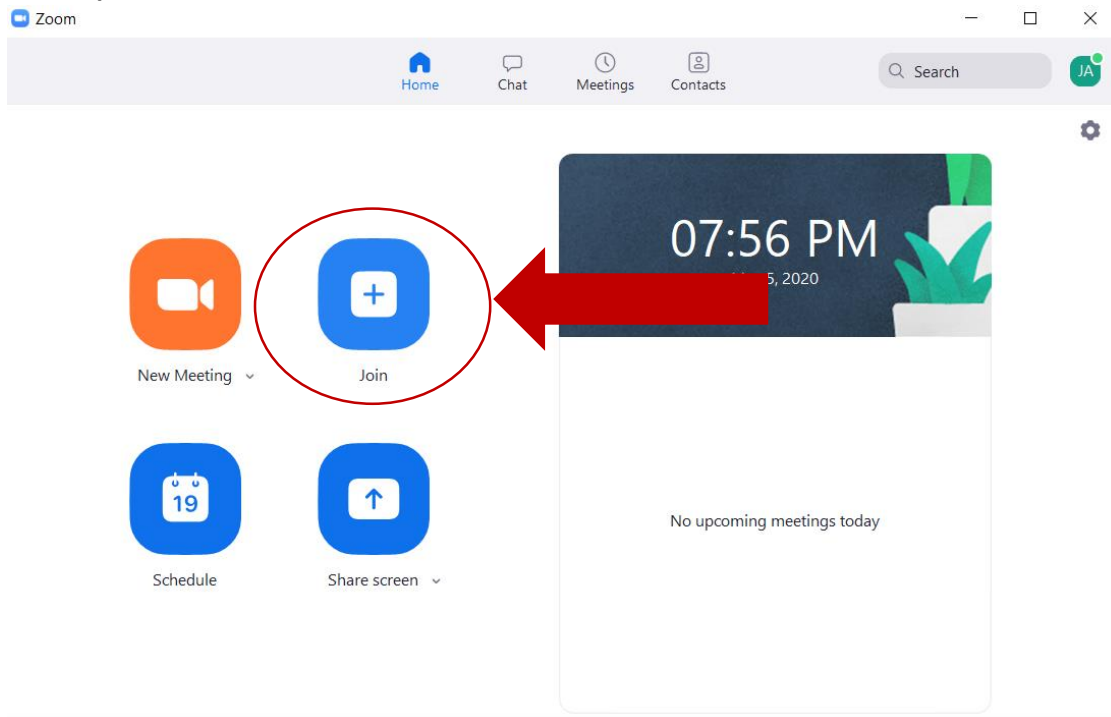 Zoom
Home
Chat
Meetings
Contacts
Search
JA
07:56 PM
5, 2020
New Meeting
Join
19
Schedule
Share screen
No upcoming meetings today